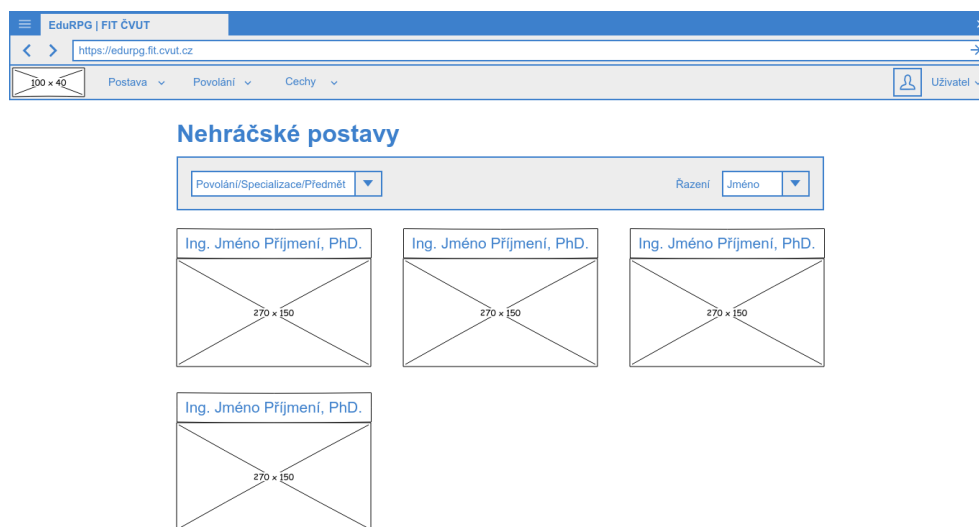 EduRPG | FIT ČVUT
https://edurpg.fit.cvut.cz
100 x 40 Postava Povolání Cechy Uživatel
Nehráčské postavy
Povolání/Specializace/Předmět Řazení Jméno
Ing. Jméno Příjmení, PhD. Ing. Jméno Příjmení, PhD. Ing. Jméno Příjmení, PhD.
270 x 150 270 x 150 270 x 150
Ing. Jméno Příjmení, PhD.
270 x 150